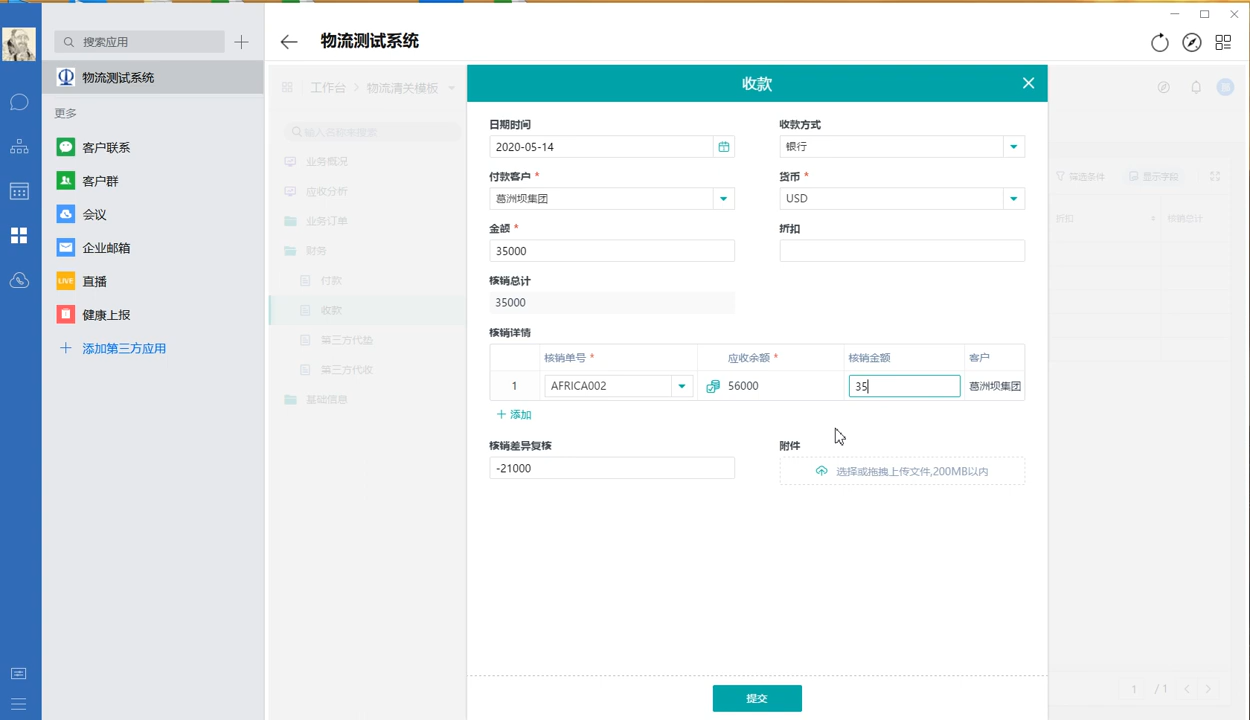 搜索应用
物流测试系统
物流测试系统
更多
客户联系
客户群
会议
企业邮箱
LIVE 直播
健康上报
添加第三方应用
工作台 > 物流清关模板
输入名称来搜索
业务概况
应收分析
业务订单
财务
付款
收款
第三方代垫
第三方代收
基础信息
筛选条件
显示字段
折扣
核销总计
1 / 1
收款
日期时间
2020-05-14
收款方式
银行
付款客户 *
葛洲坝集团
货币 *
USD
金额 *
35000
折扣
核销总计
35000
核销详情
核销单号 * 应收余额 * 核销金额 客户
1 AFRICA002 56000 35 葛洲坝集团
添加
核销差异复核
-21000
附件
选择或拖拽上传文件,200MB以内
提交